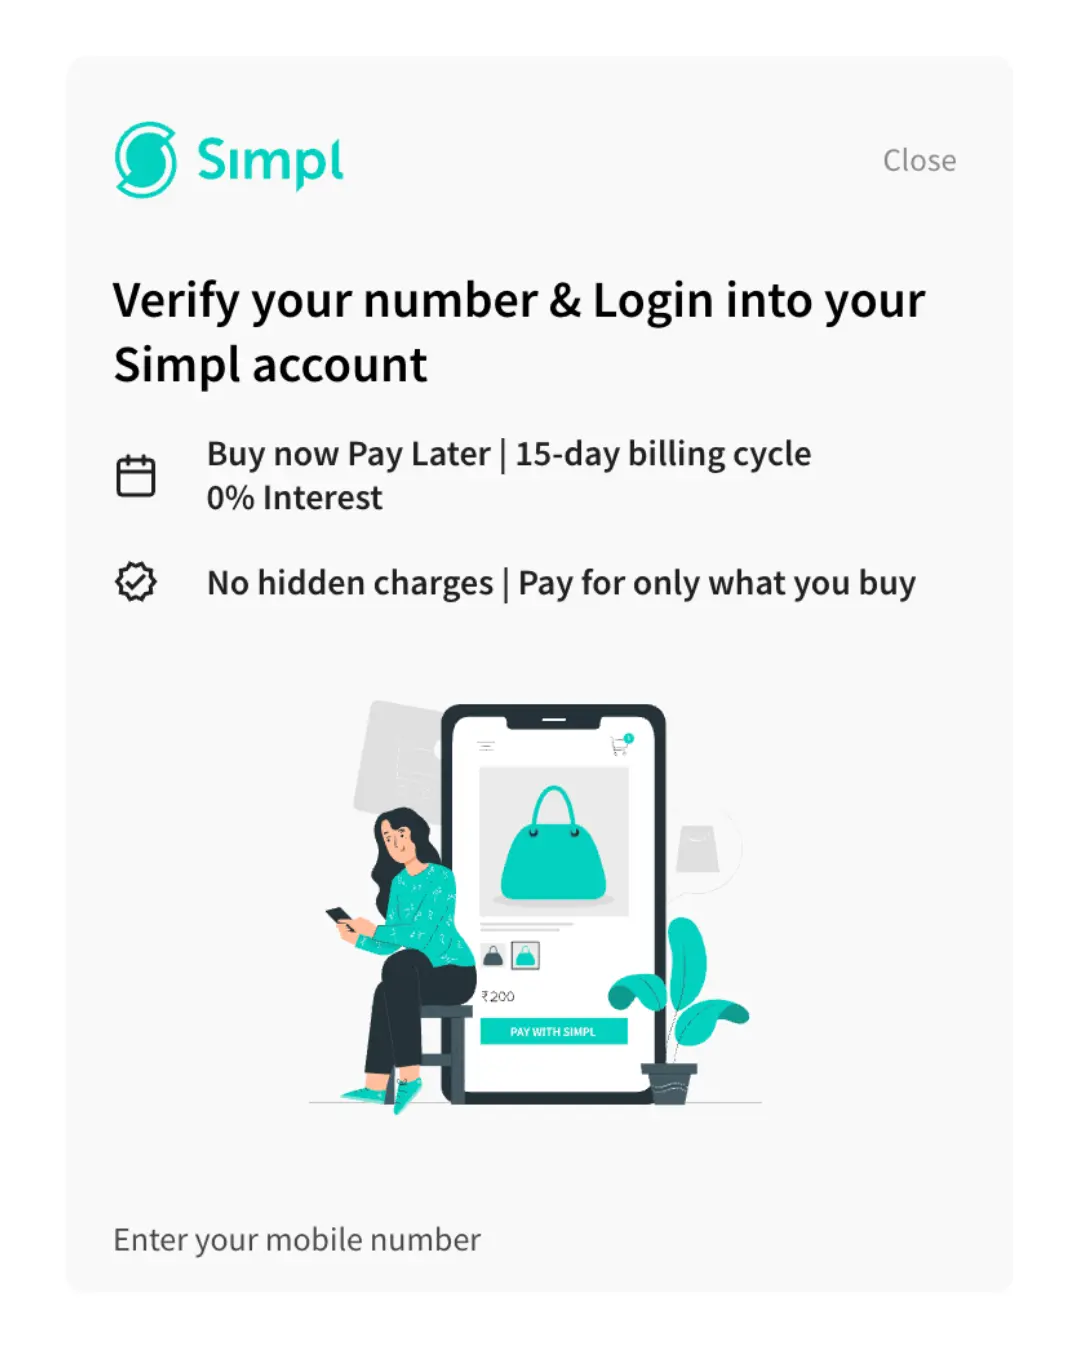 Simpl
Close
Verify your number & Login into your
Simpl account
Buy now Pay Later | 15-day billing cycle
0% Interest
No hidden charges | Pay for only what you buy
₹200
PAY WITH SIMPL
Enter your mobile number